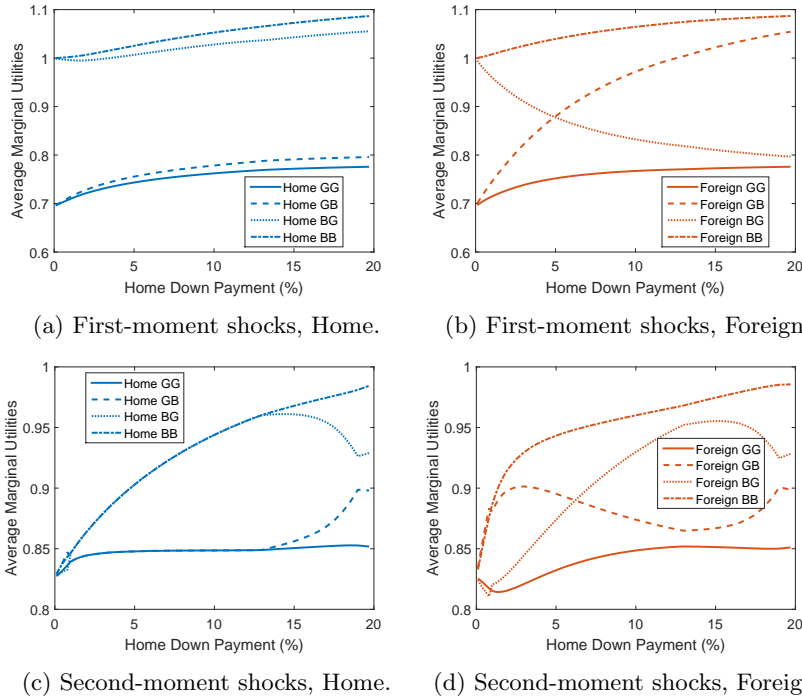 1.1
1
0.9
0.8
0.7
0.6
Average Marginal Utilities
0 5 10 15 20
Home Down Payment (%)
Home GG
Home GB
Home BG
Home BB
(a) First-moment shocks, Home.
1.1
1
0.9
0.8
0.7
0.6
Average Marginal Utilities
0 5 10 15 20
Home Down Payment (%)
Foreign GG
Foreign GB
Foreign BG
Foreign BB
(b) First-moment shocks, Foreign
1
0.95
0.9
0.85
0.8
Average Marginal Utilities
0 5 10 15 20
Home Down Payment (%)
Home GG
Home GB
Home BG
Home BB
(c) Second-moment shocks, Home.
1
0.95
0.9
0.85
0.8
Average Marginal Utilities
0 5 10 15 20
Home Down Payment (%)
Foreign GG
Foreign GB
Foreign BG
Foreign BB
(d) Second-moment shocks, Foreig